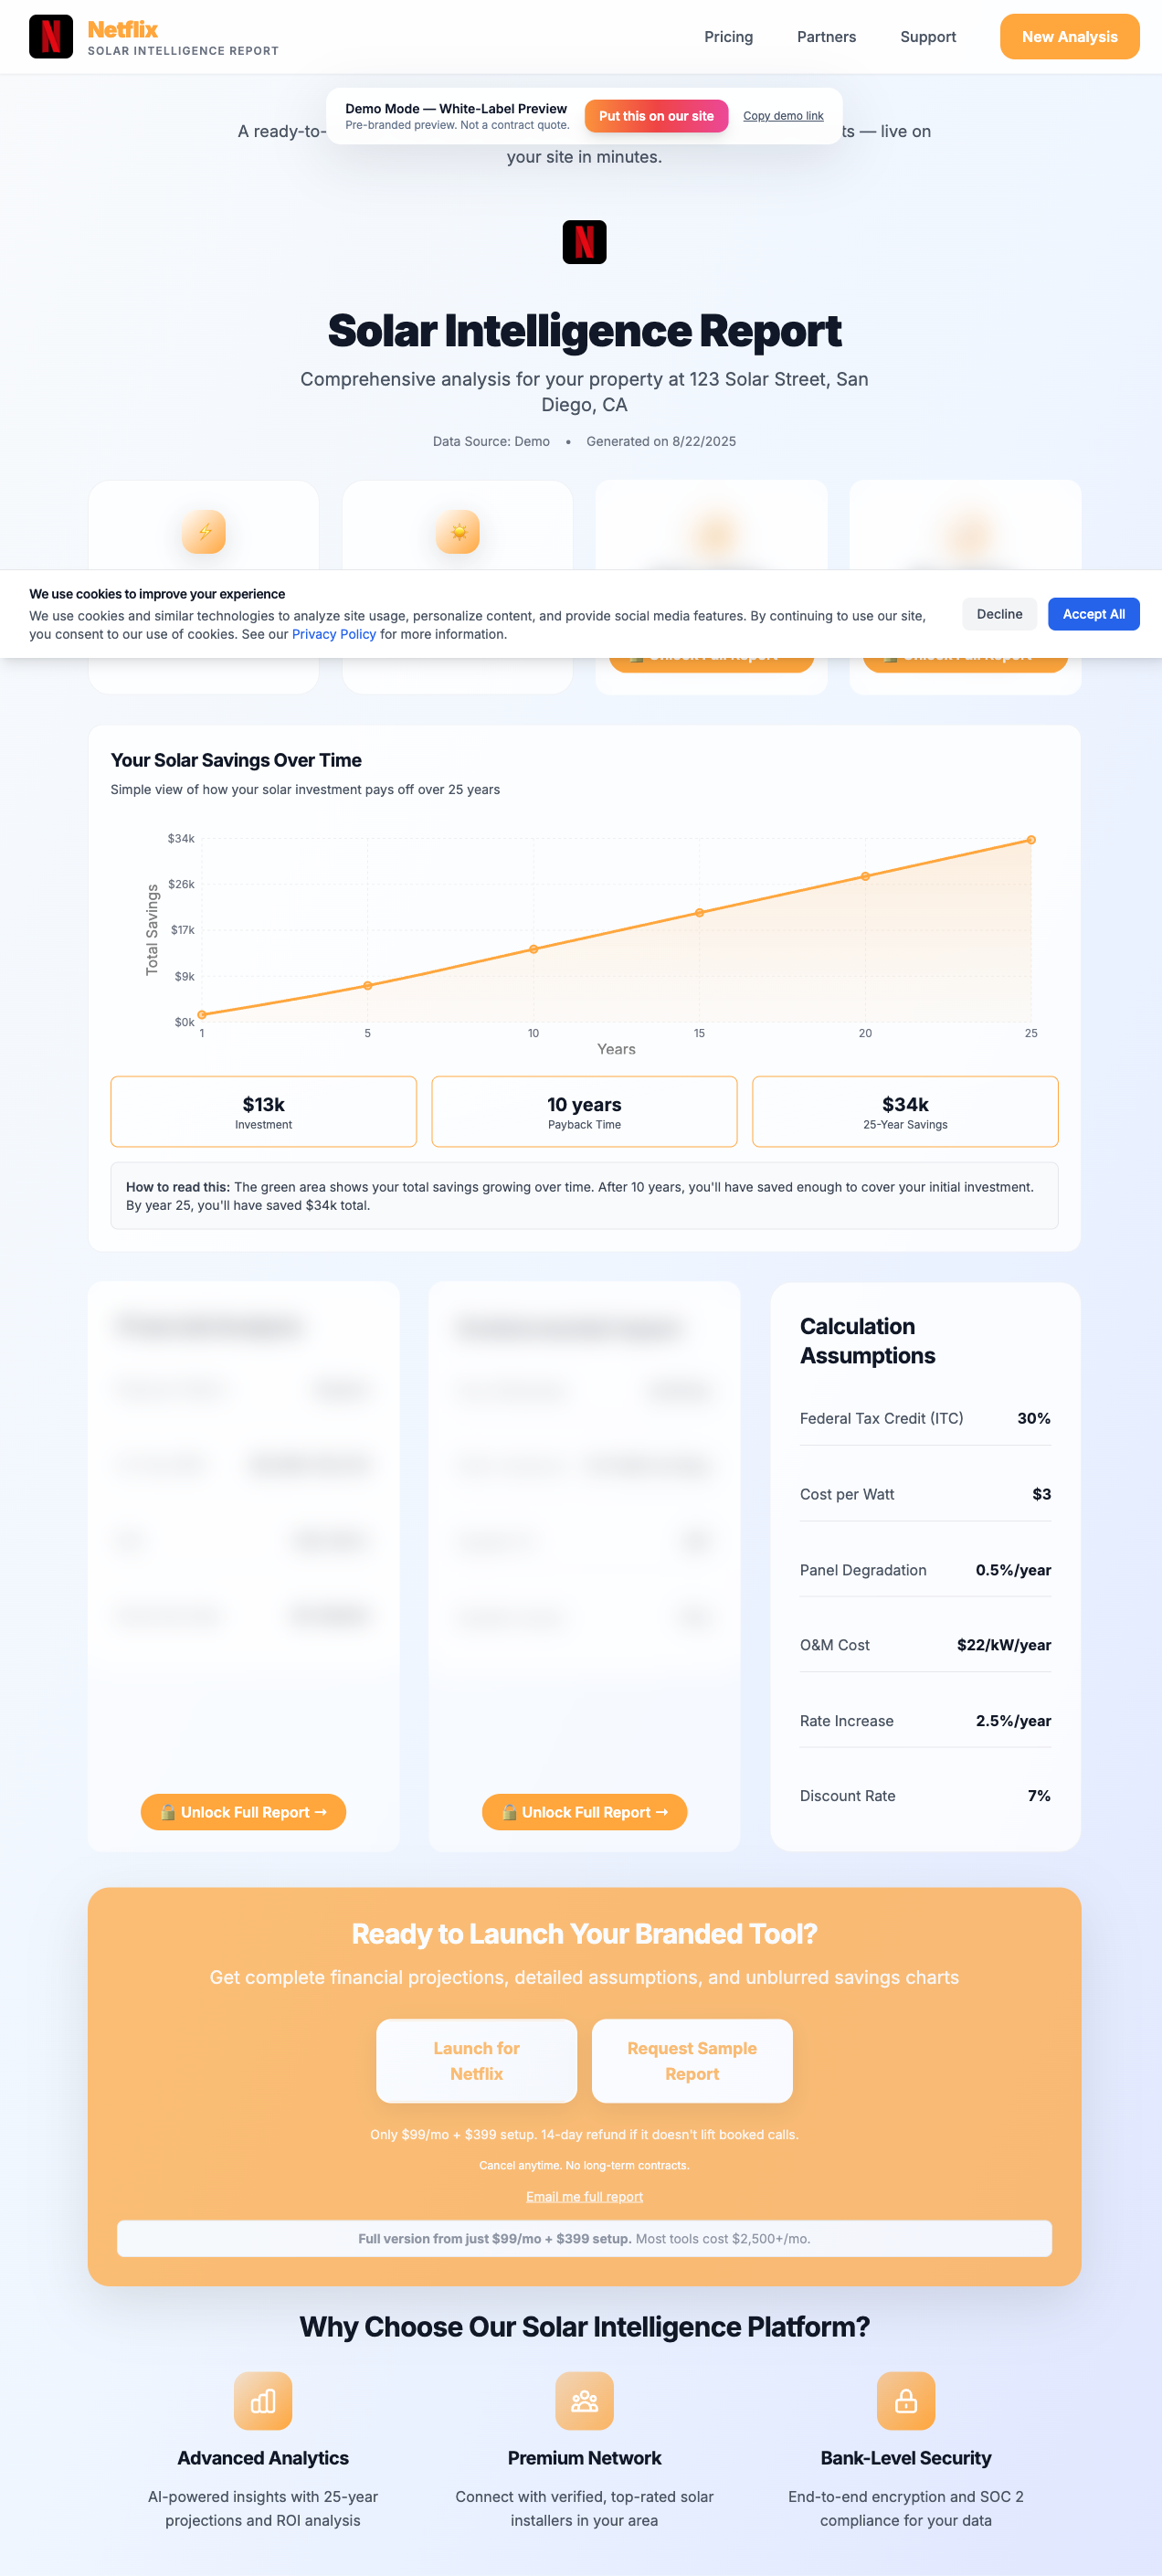 Netflix
SOLAR INTELLIGENCE REPORT
Pricing
Partners
Support
New Analysis
Demo Mode — White-Label Preview
Pre-branded preview. Not a contract quote.
Put this on our site
Copy demo link
A ready-to- ts — live on
your site in minutes.
Solar Intelligence Report
Comprehensive analysis for your property at 123 Solar Street, San
Diego, CA
Data Source: Demo • Generated on 8/22/2025
We use cookies to improve your experience
We use cookies and similar technologies to analyze site usage, personalize content, and provide social media features. By continuing to use our site,
you consent to our use of cookies. See our Privacy Policy for more information.
Decline
Accept All
Your Solar Savings Over Time
Simple view of how your solar investment pays off over 25 years
Total Savings
$34k
$26k
$17k
$9k
$0k
1
5
10
15
20
25
Years
$13k
Investment
10 years
Payback Time
$34k
25-Year Savings
How to read this: The green area shows your total savings growing over time. After 10 years, you'll have saved enough to cover your initial investment.
By year 25, you'll have saved $34k total.
🔒 Unlock Full Report →
🔒 Unlock Full Report →
Calculation
Assumptions
Federal Tax Credit (ITC) 30%
Cost per Watt $3
Panel Degradation 0.5%/year
O&M Cost $22/kW/year
Rate Increase 2.5%/year
Discount Rate 7%
Ready to Launch Your Branded Tool?
Get complete financial projections, detailed assumptions, and unblurred savings charts
Launch for
Netflix
Request Sample
Report
Only $99/mo + $399 setup. 14-day refund if it doesn't lift booked calls.
Cancel anytime. No long-term contracts.
Email me full report
Full version from just $99/mo + $399 setup. Most tools cost $2,500+/mo.
Why Choose Our Solar Intelligence Platform?
Advanced Analytics
AI-powered insights with 25-year
projections and ROI analysis
Premium Network
Connect with verified, top-rated solar
installers in your area
Bank-Level Security
End-to-end encryption and SOC 2
compliance for your data